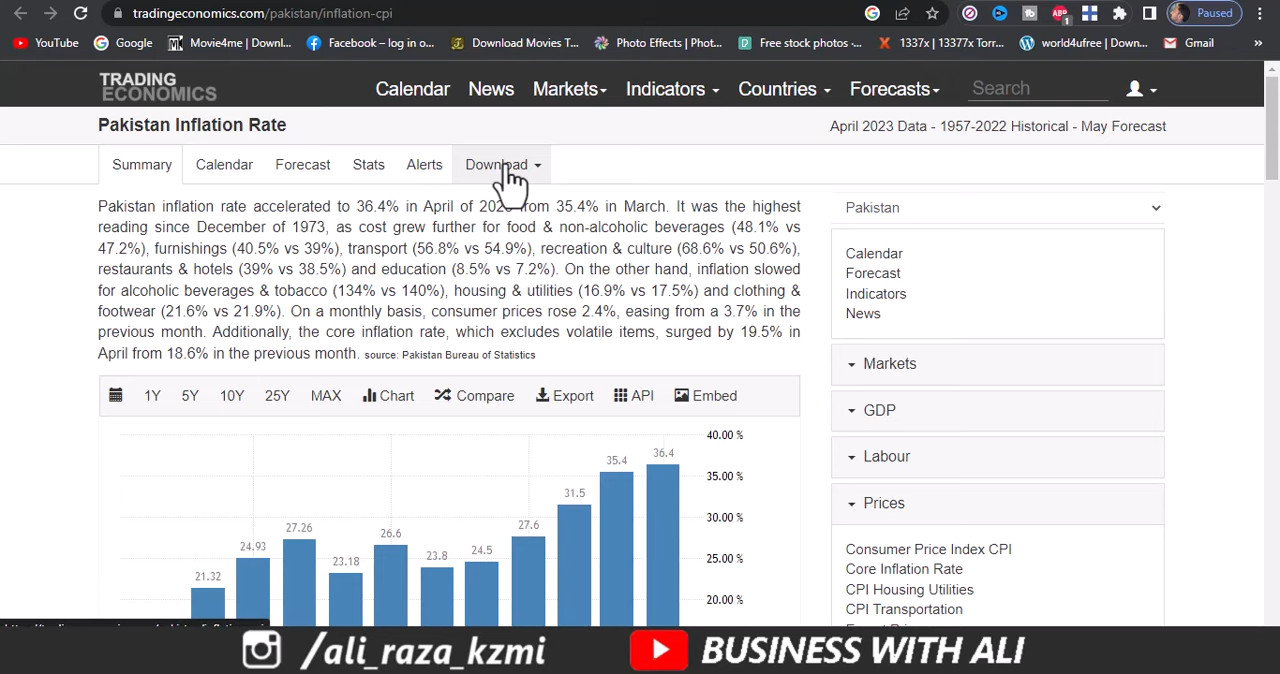 tradingeconomics.com/pakistan/inflation-cpi
1
Paused
YouTube
Google
Movie4me | Downl...
Facebook – log in o...
Download Movies T...
Photo Effects | Phot...
Free stock photos -...
1337x | 13377x Torr...
world4ufree | Down...
Gmail
»
TRADING
ECONOMICS
Calendar News Markets Indicators Countries Forecasts Search
Pakistan Inflation Rate
April 2023 Data - 1957-2022 Historical - May Forecast
Summary Calendar Forecast Stats Alerts Download
Pakistan inflation rate accelerated to 36.4% in April of from 35.4% in March. It was the highest
reading since December of 1973, as cost grew further for food & non-alcoholic beverages (48.1% vs
47.2%), furnishings (40.5% vs 39%), transport (56.8% vs 54.9%), recreation & culture (68.6% vs 50.6%),
restaurants & hotels (39% vs 38.5%) and education (8.5% vs 7.2%). On the other hand, inflation slowed
for alcoholic beverages & tobacco (134% vs 140%), housing & utilities (16.9% vs 17.5%) and clothing &
footwear (21.6% vs 21.9%). On a monthly basis, consumer prices rose 2.4%, easing from a 3.7% in the
previous month. Additionally, the core inflation rate, which excludes volatile items, surged by 19.5% in
April from 18.6% in the previous month. source: Pakistan Bureau of Statistics
1Y 5Y 10Y 25Y MAX Chart Compare Export API Embed
21.32
24.93
27.26
23.18
26.6
23.8
24.5
27.6
31.5
35.4
36.4
40.00 %
35.00 %
30.00 %
25.00 %
20.00 %
Pakistan
Calendar
Forecast
Indicators
News
Markets
GDP
Labour
Prices
Consumer Price Index CPI
Core Inflation Rate
CPI Housing Utilities
CPI Transportation
/ali_raza_kzmi
BUSINESS WITH ALI